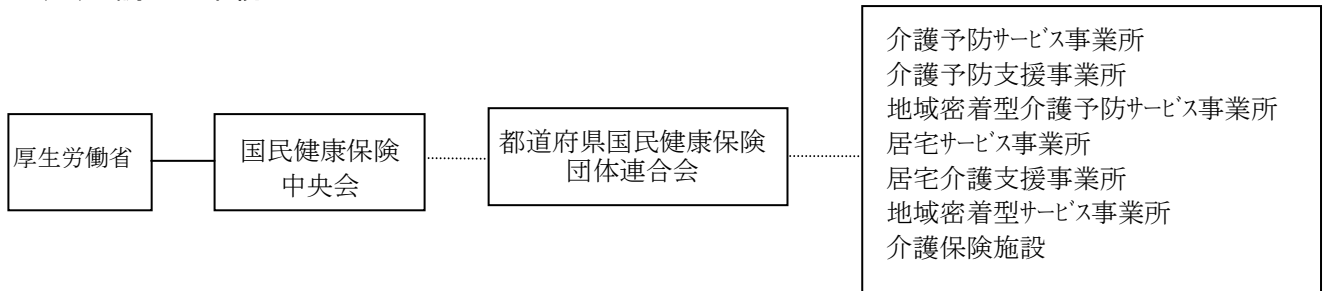 厚生労働省
国民健康保険
中央会
都道府県国民健康保険
団体連合会
介護予防ｻｰﾋﾞｽ事業所
介護予防支援事業所
地域密着型介護予防ｻｰﾋﾞｽ事業所
居宅ｻｰﾋﾞｽ事業所
居宅介護支援事業所
地域密着型ｻｰﾋﾞｽ事業所
介護保険施設